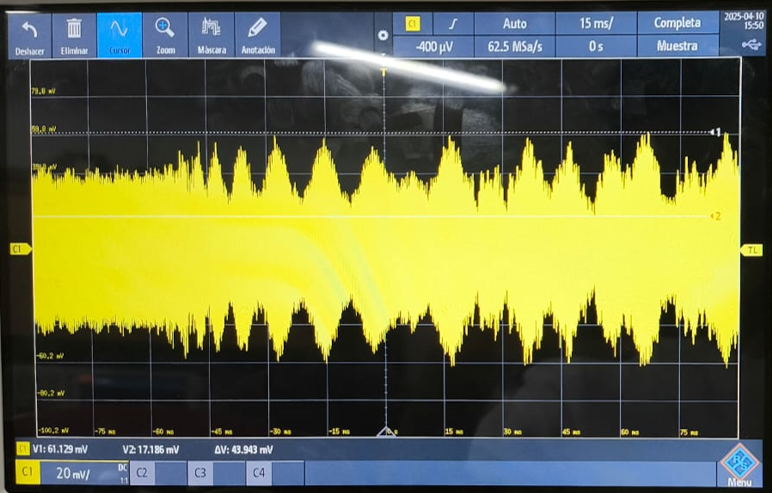 Deshacer Eliminar Cursor Zoom Máscara Anotación
C1 Auto 15 ms/ Completa
-400 µV 62.5 MSa/s 0 s Muestra
2025-04-10
15:50
T
79,8 mV
59,8 mV
1
2
C1
TL
-60,2 mV
-80,2 mV
-100,2 mV -75 ms -60 ms -45 ms -30 ms -15 ms 0 s 15 ms 30 ms 45 ms 60 ms 75 ms
C1 V1: 61.129 mV V2: 17.186 mV ΔV: 43.943 mV
C1 20 mV/ DC 1:1 C2 C3 C4
Menu